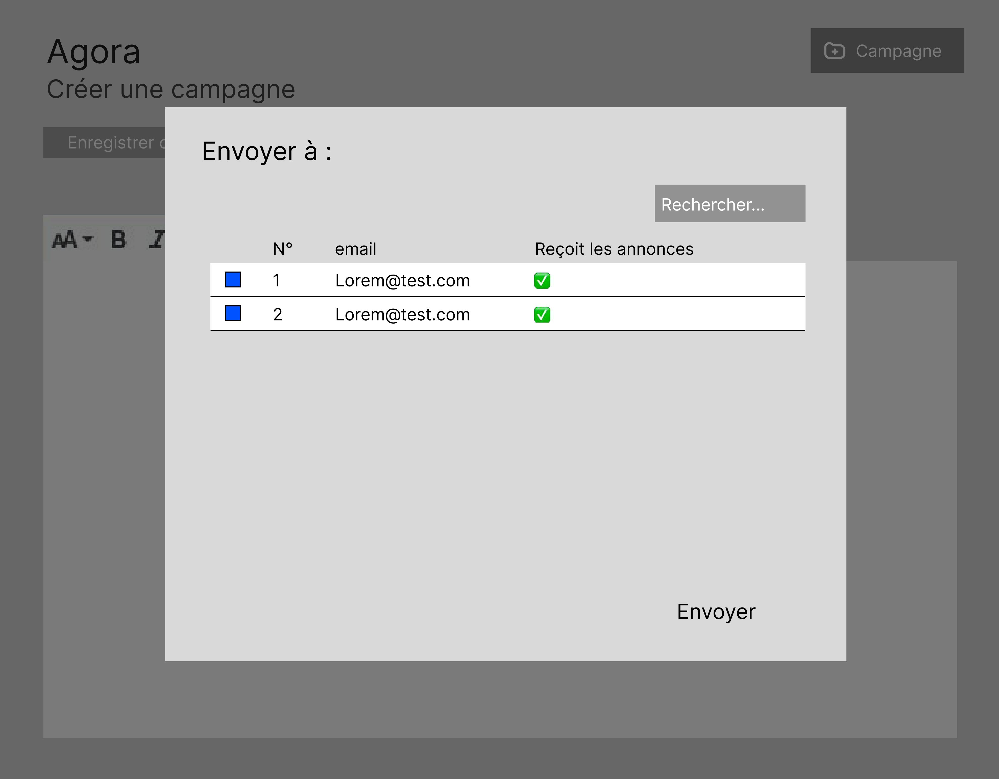 Agora
Campagne
Créer une campagne
Enregistrer
Envoyer à :
Rechercher...
AA B I
N° email Reçoit les annonces
1 Lorem@test.com ✅
2 Lorem@test.com ✅
Envoyer